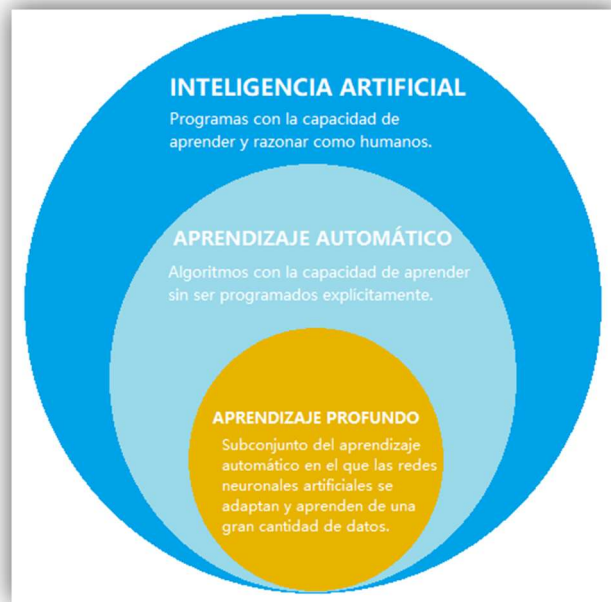 INTELIGENCIA ARTIFICIAL
Programas con la capacidad de
aprender y razonar como humanos.
APRENDIZAJE AUTOMÁTICO
Algoritmos con la capacidad de aprender
sin ser programados explícitamente.
APRENDIZAJE PROFUNDO
Subconjunto del aprendizaje
automático en el que las redes
neuronales artificiales se
adaptan y aprenden de una
gran cantidad de datos.